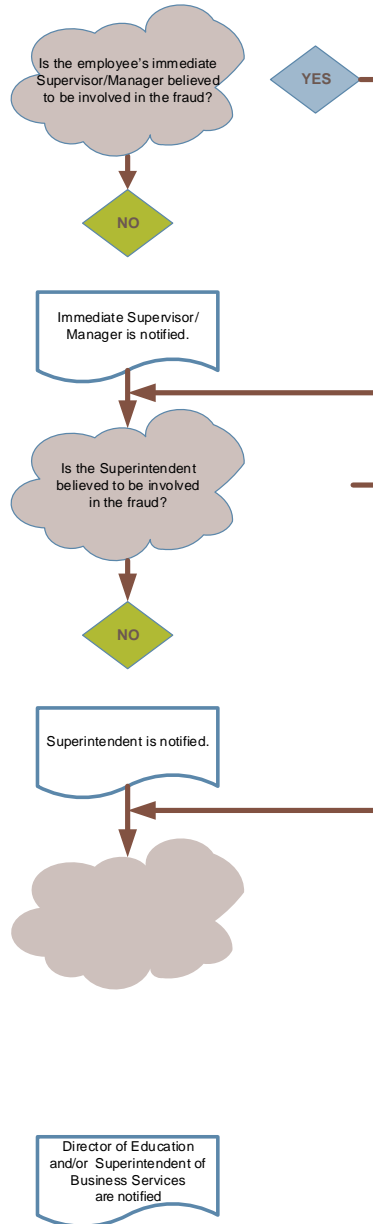 Is the employee's immediate
Supervisor/Manager believed
to be involved in the fraud?
YES
NO
Immediate Supervisor/
Manager is notified.
Is the Superintendent
believed to be involved
in the fraud?
NO
Superintendent is notified.
Director of Education
and/or Superintendent of
Business Services
are notified